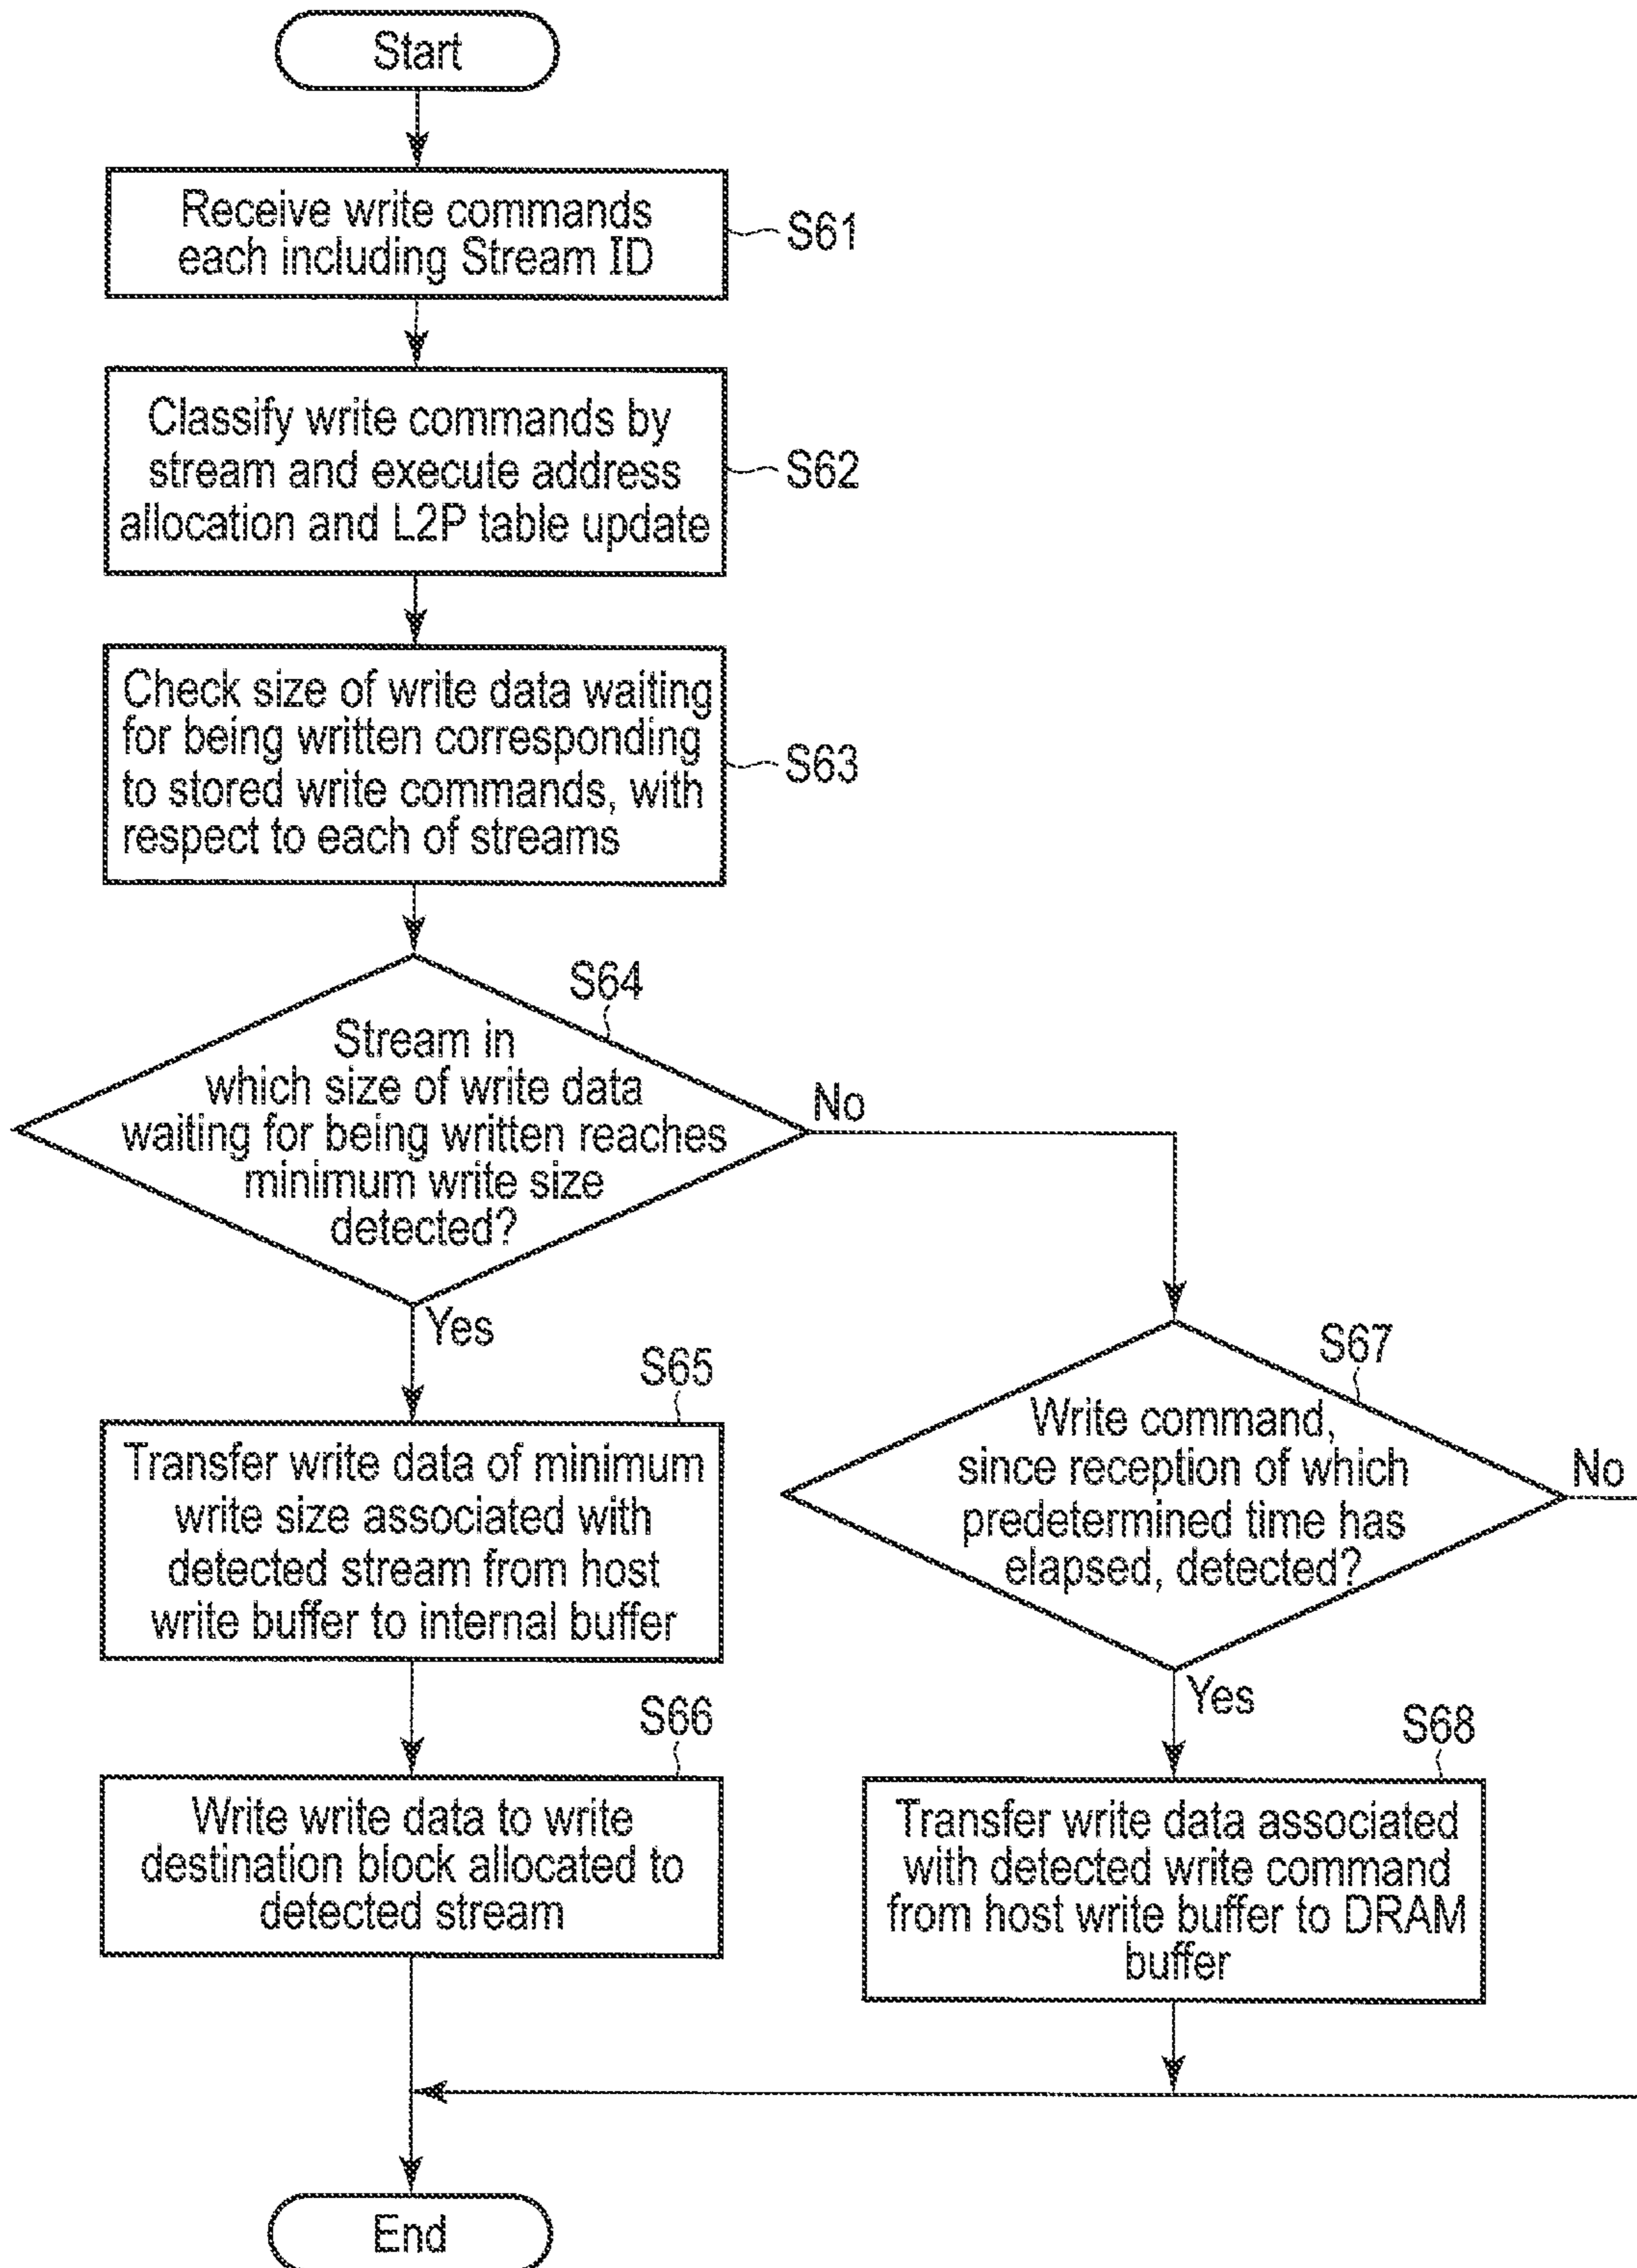 Start
Receive write commands
each including Stream ID
S61
Classify write commands by
stream and execute address
allocation and L2P table update
S62
Check size of write data waiting
for being written corresponding
to stored write commands, with
respect to each of streams
S63
S64
Stream in
which size of write data
waiting for being written reaches
minimum write size
detected?
No
Yes
S65
Transfer write data of minimum
write size associated with
detected stream from host
write buffer to internal buffer
S66
Write write data to write
destination block allocated to
detected stream
S67
Write command,
since reception of which
predetermined time has
elapsed, detected?
No
Yes
S68
Transfer write data associated
with detected write command
from host write buffer to DRAM
buffer
End